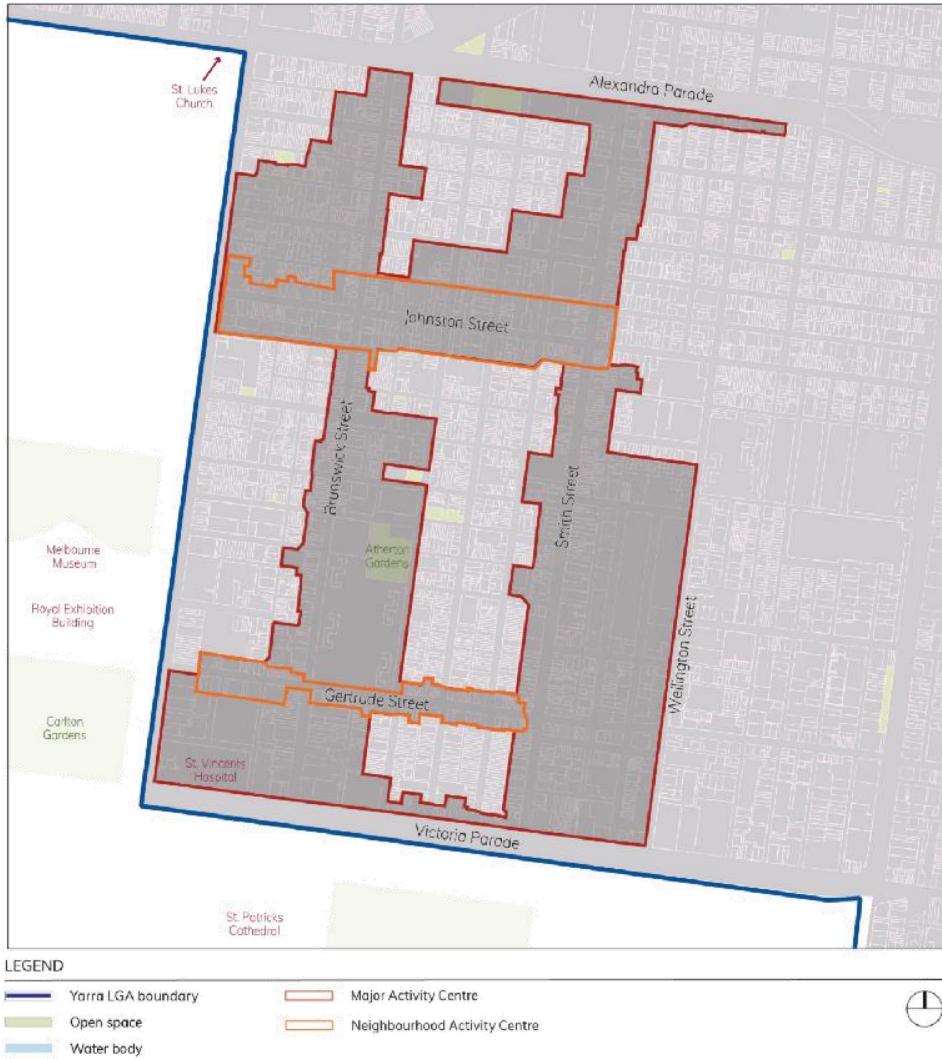 St. Lukes
Church
Alexandra Parade
Johnston Street
Brunswick Street
Smith Street
Atherton
Gardens
Melbourne
Museum
Royal Exhibition
Building
Wellington Street
Gertrude Street
Carlton
Gardens
St. Vincents
Hospital
Victoria Parade
St. Patricks
Cathedral
LEGEND
Yarra LGA boundary
Open space
Water body
Major Activity Centre
Neighbourhood Activity Centre